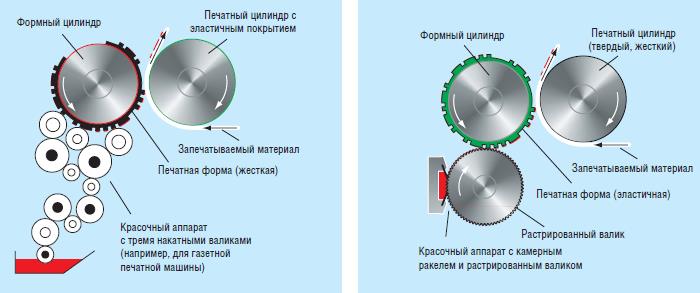 Формный цилиндр
Печатный цилиндр с
эластичным покрытием
Запечатываемый материал
Печатная форма (жесткая)
Красочный аппарат
с тремя накатными валиками
(например, для газетной
печатной машины)
Формный цилиндр
Печатный цилиндр
(твердый, жесткий)
Запечатываемый материал
Печатная форма (эластичная)
Растрированный валик
Красочный аппарат с камерным
ракелем и растрированным валиком